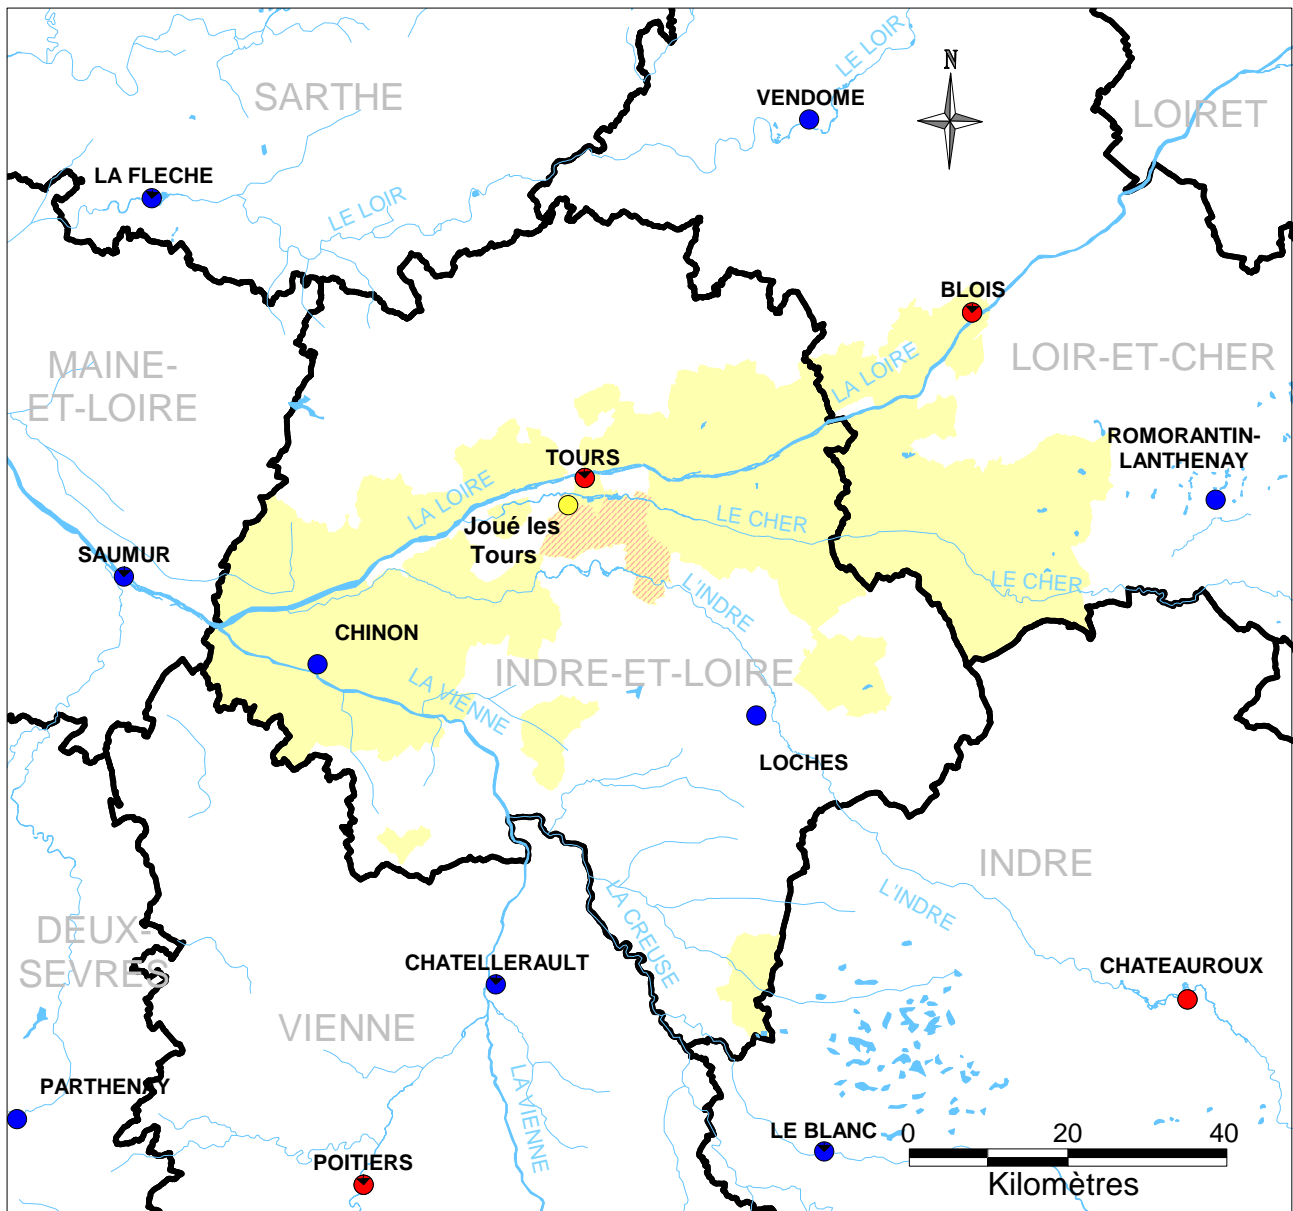 N
LE LOIR
SARTHE
VENDOME
LOIRET
LA FLECHE
LE LOIR
BLOIS
MAINE-
ET-LOIRE
LA LOIRE
LOIR-ET-CHER
ROMORANTIN-
LANTHENAY
TOURS
LA LOIRE
LE CHER
Joué les
Tours
SAUMUR
L'INDRE
LE CHER
CHINON
INDRE-ET-LOIRE
LA VIENNE
LOCHES
INDRE
L'INDRE
LA CREUSE
DEUX-
SEVRES
CHATELLERAULT
CHATEAUROUX
VIENNE
PARTHENAY
LA VIENNE
LE BLANC
0 20 40
Kilomètres
POITIERS